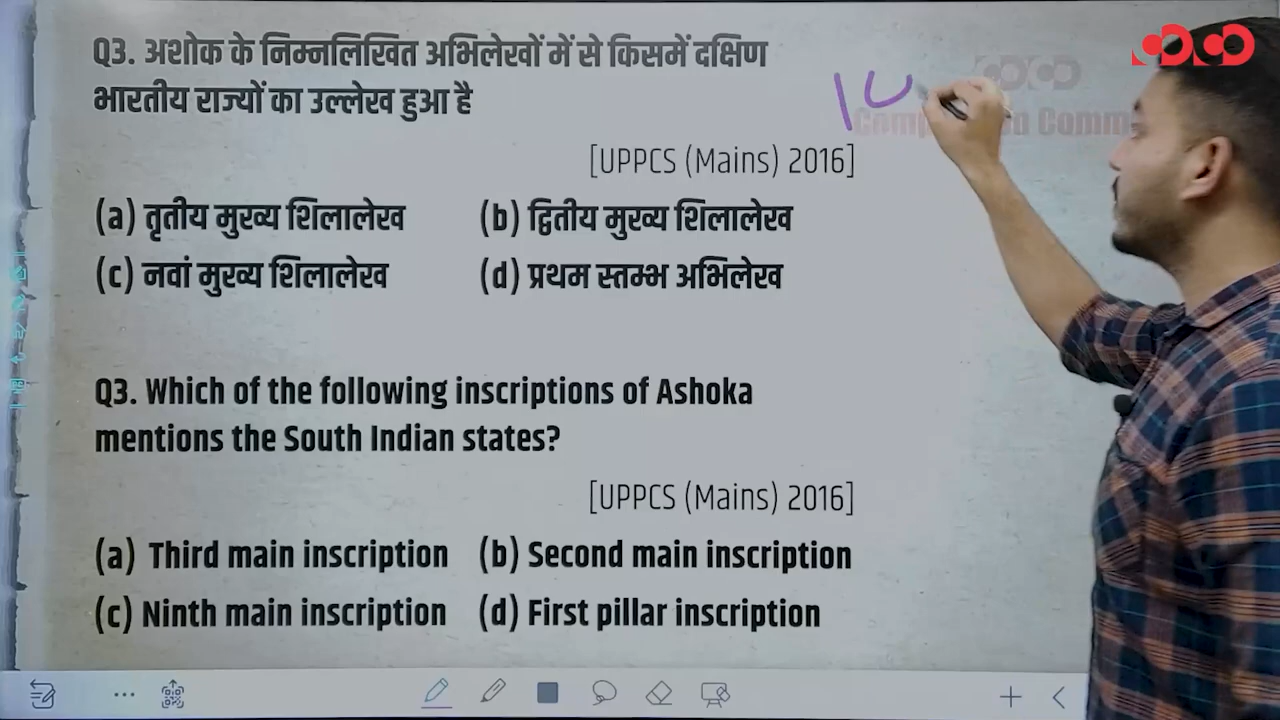 Q3. अशोक के निम्नलिखित अभिलेखों में से किसमें दक्षिण
भारतीय राज्यों का उल्लेख हुआ है
[UPPCS (Mains) 2016]
(a) तृतीय मुख्य शिलालेख (b) द्वितीय मुख्य शिलालेख
(c) नवां मुख्य शिलालेख (d) प्रथम स्तम्भ अभिलेख
Q3. Which of the following inscriptions of Ashoka
mentions the South Indian states?
[UPPCS (Mains) 2016]
(a) Third main inscription (b) Second main inscription
(c) Ninth main inscription (d) First pillar inscription